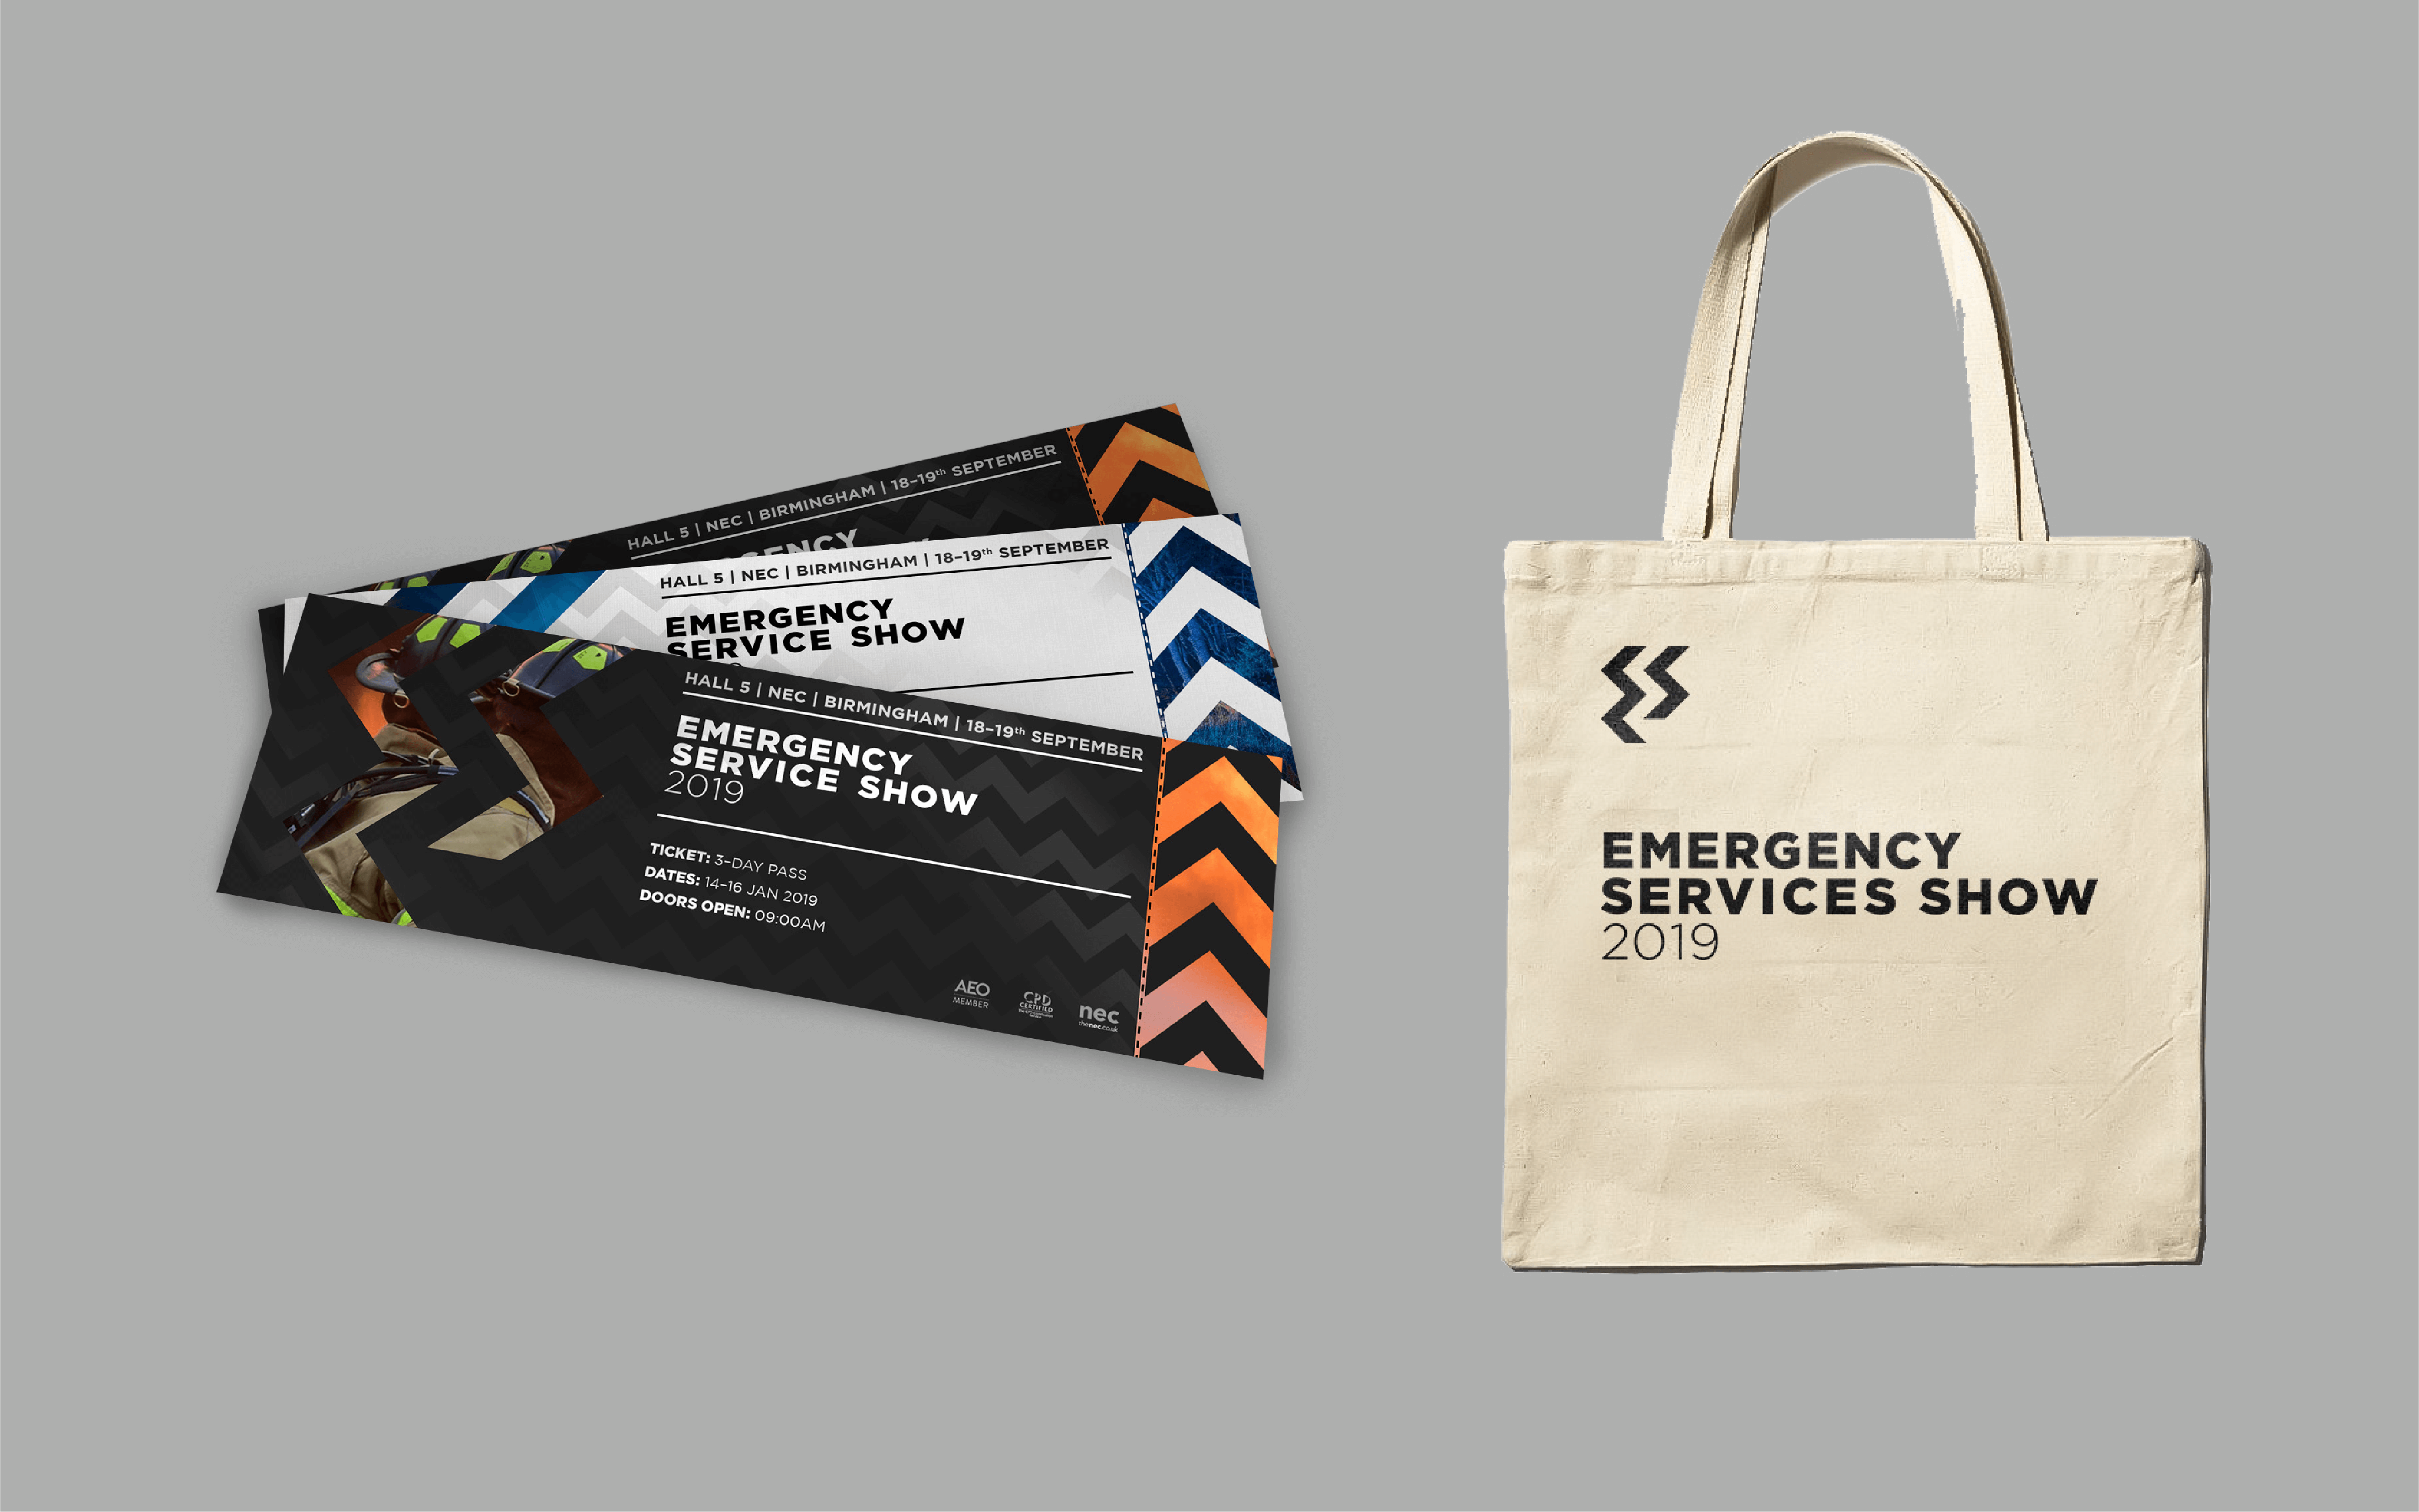 HALL 5 | NEC | BIRMINGHAM | 18-19th SEPTEMBER
HALL 5 | NEC | BIRMINGHAM | 18-19th SEPTEMBER
EMERGENCY
SERVICE SHOW
HALL 5 | NEC | BIRMINGHAM | 18-19th SEPTEMBER
EMERGENCY
SERVICE SHOW
2019
TICKET: 3-DAY PASS
DATES: 14-16 JAN 2019
DOORS OPEN: 09:00AM
AEO
MEMBER
CPD
CERTIFIED
nec
thenec.co.uk
EMERGENCY
SERVICES SHOW
2019